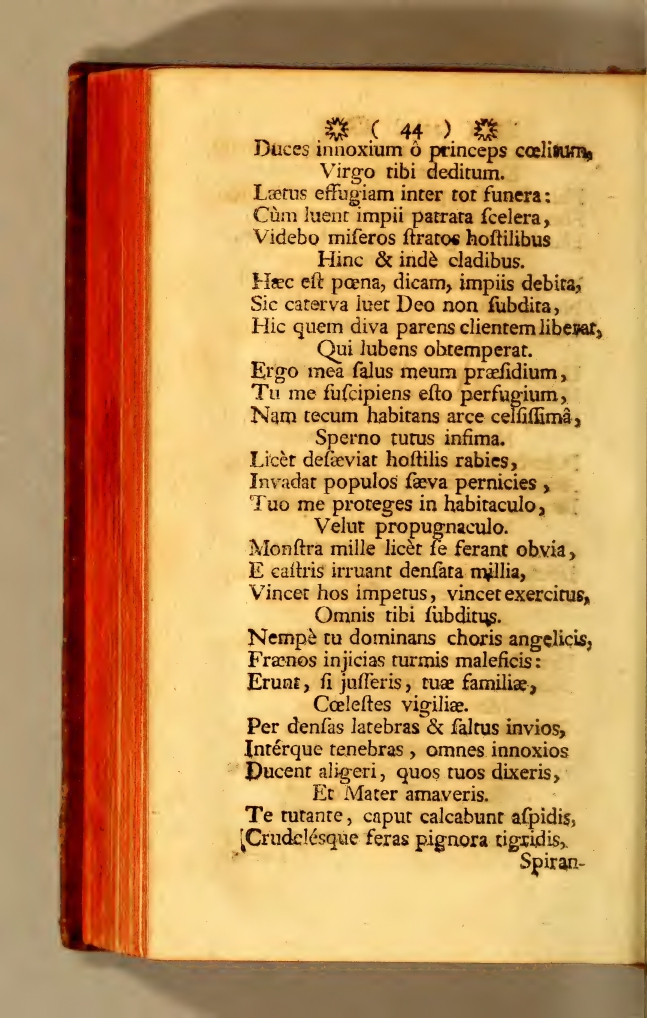 ( 44 )
Duces innoxium ô princeps cœlitum,
Virgo tibi deditum.
Lætus effugiam inter tot funera:
Cùm luent impii patrata ſcelera,
Videbo miſeros ſtratos hoſtilibus
Hinc & indè cladibus.
Hæc eſt pœna, dicam, impiis debita,
Sic caterva luet Deo non ſubdita,
Hic quem diva parens clientem liberat,
Qui lubens obtemperat.
Ergo mea ſalus meum præſidium,
Tu me ſuſcipiens eſto perfugium,
Nam tecum habitans arce celſiſſimâ,
Sperno tutus infima.
Licèt deſæviat hoſtilis rabies,
Invadat populos ſæva pernicies,
Tuo me proteges in habitaculo,
Velut propugnaculo.
Monſtra mille licèt ſe ferant obvia,
E caſtris irruant denſata millia,
Vincet hos impetus, vincet exercitus,
Omnis tibi ſubditus.
Nempè tu dominans choris angelicis,
Frænos injicias turmis maleficis:
Erunt, ſi juſſeris, tuæ familiæ,
Cœleſtes vigiliæ.
Per denſas latebras & ſaltus invios,
Intérque tenebras, omnes innoxios
Ducent aligeri, quos tuos dixeris,
Et Mater amaveris.
Te tutante, caput calcabunt aſpidis,
[Crudelésque feras pignora tigridis,
Spiran-